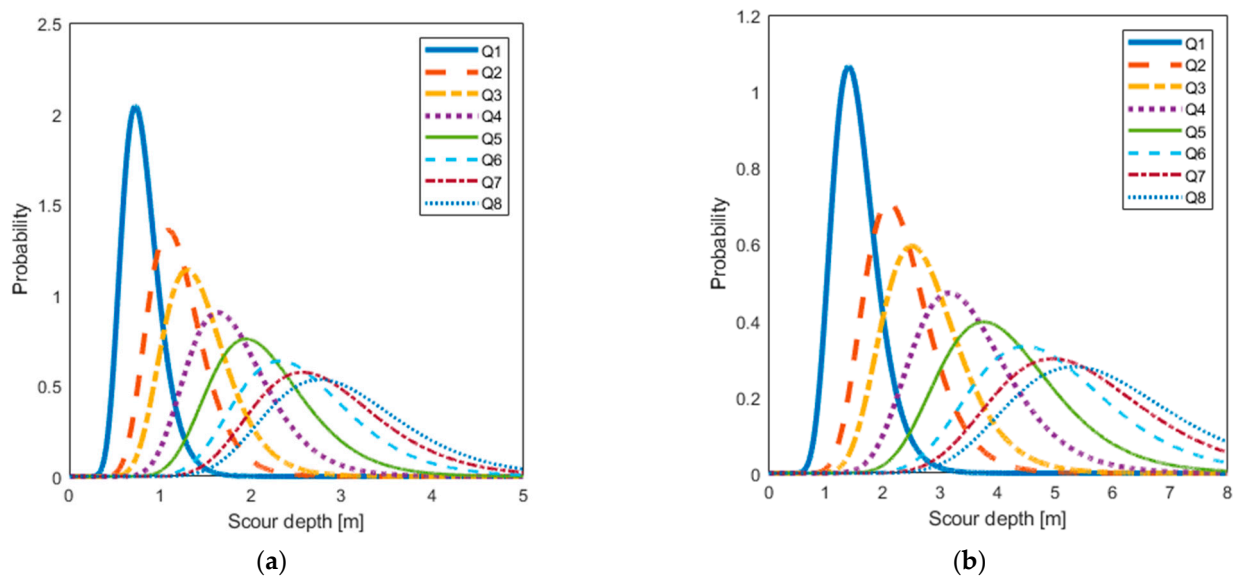 2.5
2
1.5
1
0.5
0
Probability
0
1
2
3
4
5
Scour depth [m]
Q1
Q2
Q3
Q4
Q5
Q6
Q7
Q8
(a)
1.2
1
0.8
0.6
0.4
0.2
0
Probability
0
1
2
3
4
5
6
7
8
Scour depth [m]
Q1
Q2
Q3
Q4
Q5
Q6
Q7
Q8
(b)